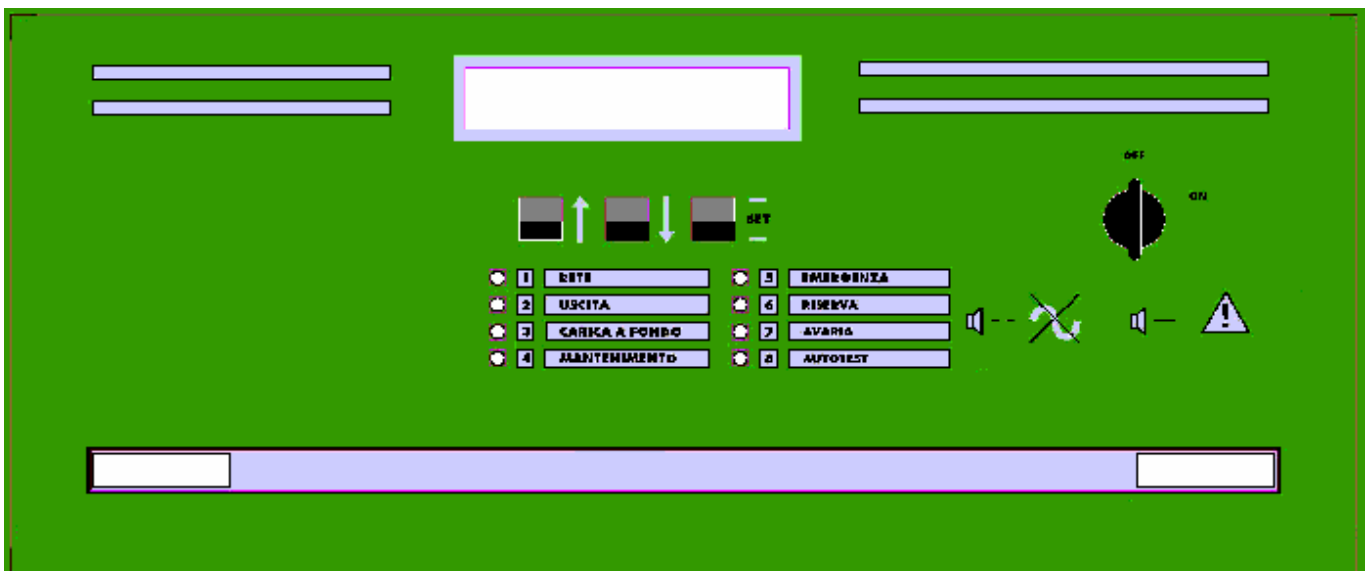 OFF
ON
SET
1 RETE
2 USCITA
3 CARICA A FONDO
4 MANTENIMENTO
5 EMERGENZA
6 RISERVA
7 AVARIA
8 AUTOTEST